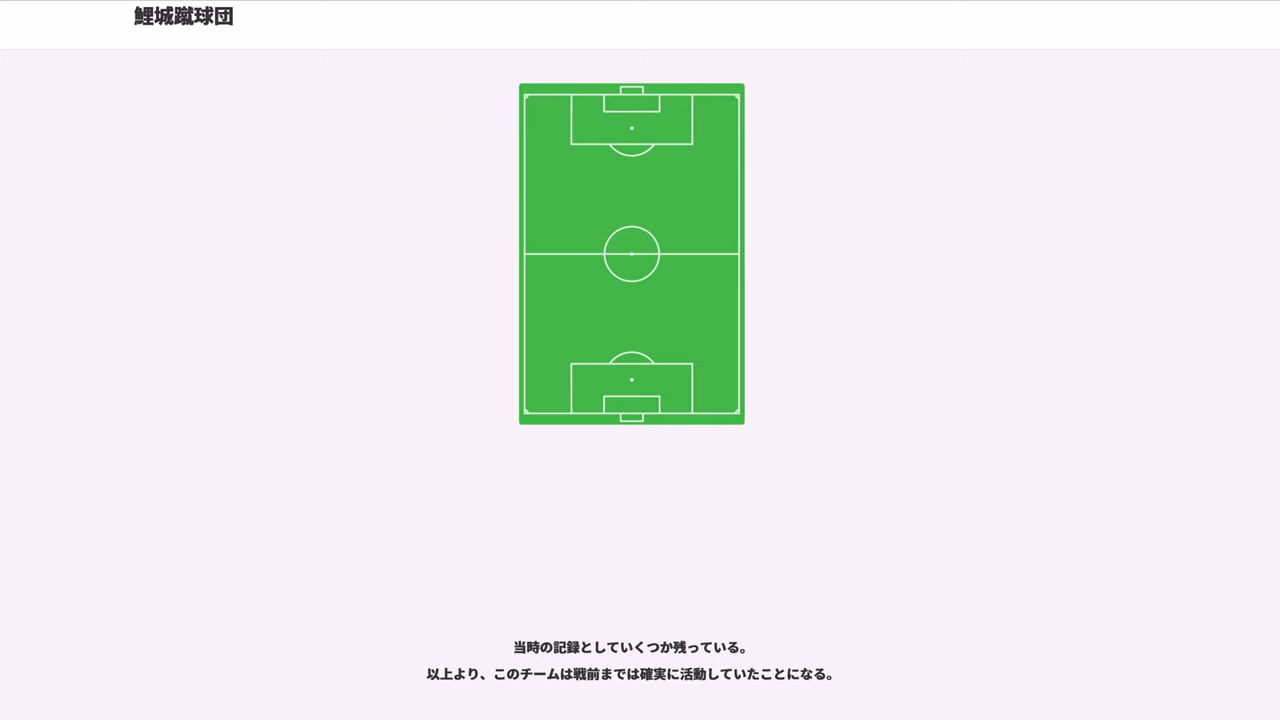 鯉城蹴球団
当時の記録としていくつか残っている。
以上より、このチームは戦前までは確実に活動していたことになる。